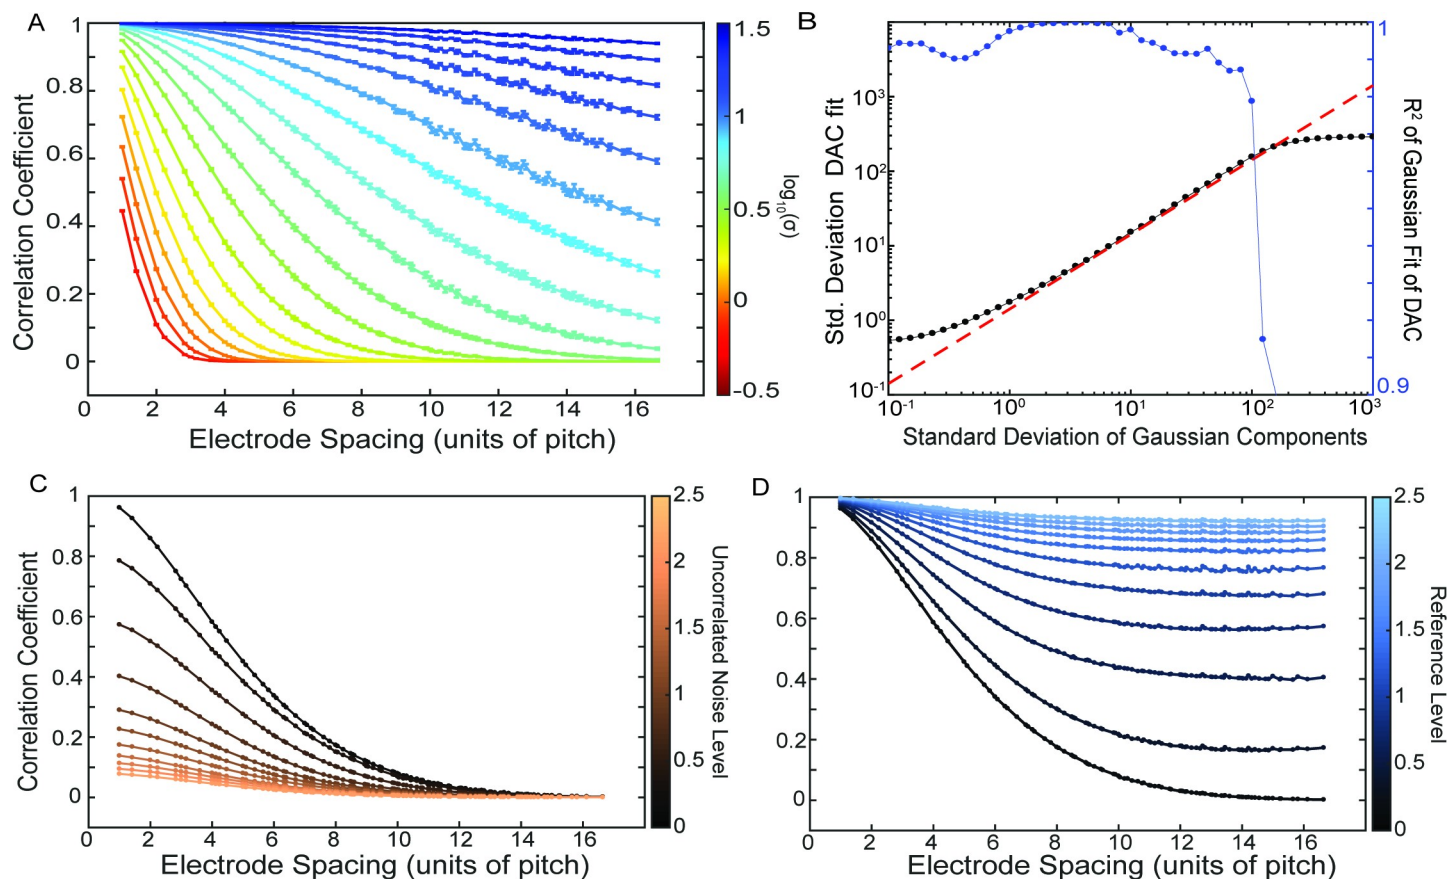 A
1
0.8
0.6
0.4
0.2
0
Correlation Coefficient
0 2 4 6 8 10 12 14 16
Electrode Spacing (units of pitch)
1.5
1
0.5
0
-0.5
log10(σ)
B
10^3
10^2
10^1
10^0
10^-1
Std. Deviation DAC fit
10^-1 10^0 10^1 10^2 10^3
Standard Deviation of Gaussian Components
1
0.9
R² of Gaussian Fit of DAC
C
1
0.8
0.6
0.4
0.2
0
Correlation Coefficient
0 2 4 6 8 10 12 14 16
Electrode Spacing (units of pitch)
2.5
2
1.5
1
0.5
0
Uncorrelated Noise Level
D
1
0.8
0.6
0.4
0.2
0
0 2 4 6 8 10 12 14 16
Electrode Spacing (units of pitch)
2.5
2
1.5
1
0.5
0
Reference Level